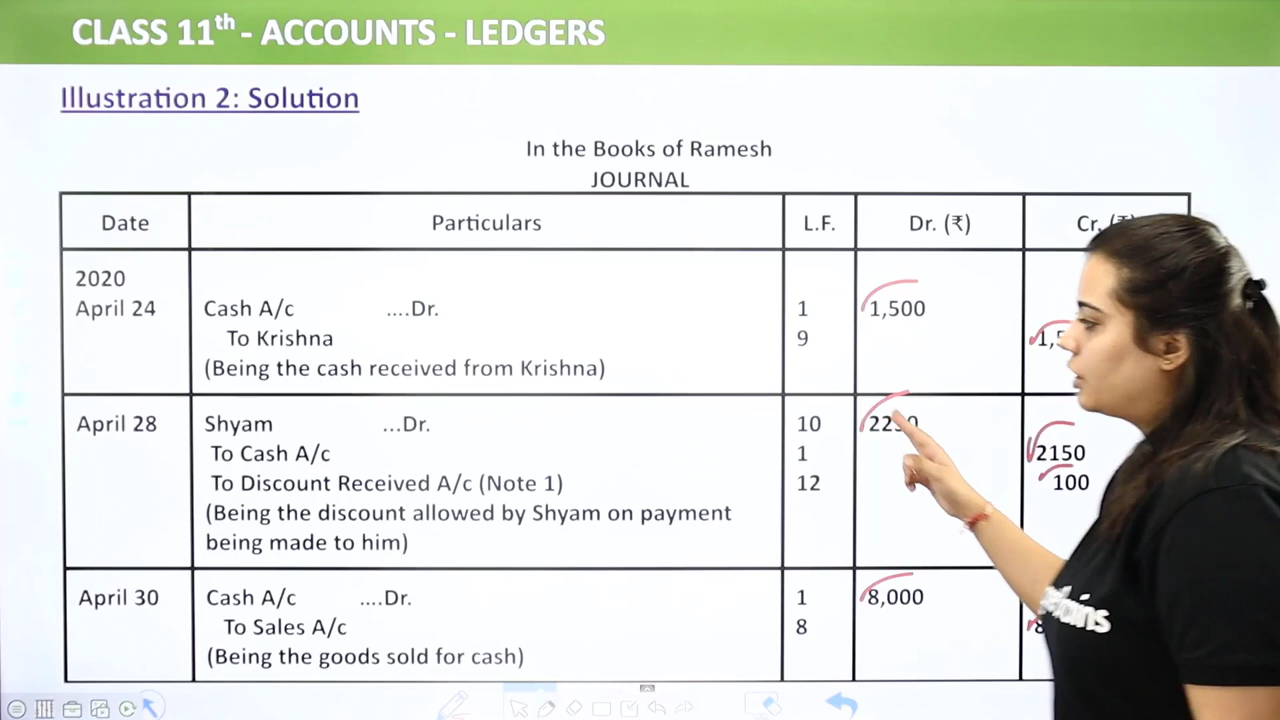 CLASS 11th - ACCOUNTS - LEDGERS
Illustration 2: Solution
In the Books of Ramesh
JOURNAL
Date Particulars L.F. Dr. (₹) Cr.
2020
April 24 Cash A/c ....Dr. 1 1,500
To Krishna 9
(Being the cash received from Krishna)
April 28 Shyam ...Dr. 10
To Cash A/c 1 2150
To Discount Received A/c (Note 1) 12 100
(Being the discount allowed by Shyam on payment
being made to him)
April 30 Cash A/c ....Dr. 1 8,000
To Sales A/c 8
(Being the goods sold for cash)